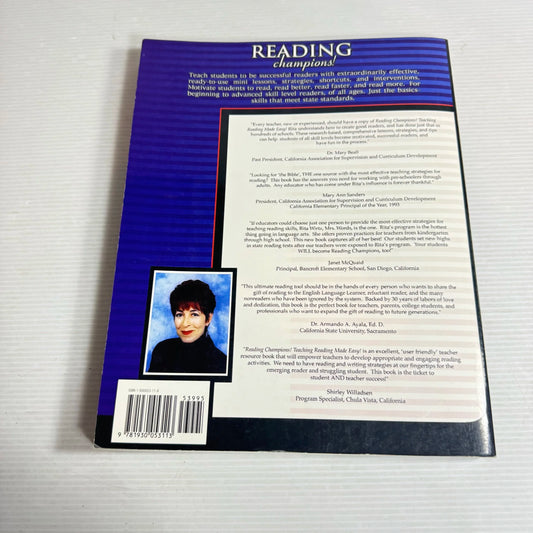 READING
champions!
Teach students to be successful readers with extraordinarily effective,
ready-to-use mini lessons, strategies, shortcuts, and interventions.
Motivate students to read, read better, read faster, and read more. For
beginning to advanced skill level readers, of all ages. Just the basics
skills that meet state standards.
"Every teacher, new or experienced, should have a copy of Reading Champions! Teaching
Reading Made Easy! Rita understands how to create good readers, and has done just that in
hundreds of schools. These research-based, comprehensive lessons, strategies, and tips
can help students of all skill levels become motivated, successful readers, and
have fun in the process."
Dr. Mary Beall
Past President, California Association for Supervision and Curriculum Development
"Looking for 'the Bible', THE one source with the most effective teaching strategies for
reading? This book has the answers you need for working with pre-schoolers through
adults. Any educator who has come under Rita's influence is forever thankful."
Mary Ann Sanders
President, California Association for Supervision and Curriculum Development
California Elementary Principal of the Year, 1993
"If educators could choose just one person to provide the most effective strategies for
teaching reading skills, Rita Wirtz, Mrs. Words, is the one. Rita's program is the hottest
thing going in language arts. She offers proven practices for teachers from kindergarten
through high school. This new book captures all of her best! Our students set new highs
in state reading tests after our teachers were exposed to Rita's program. Your students
WILL become Reading Champions, too!"
Janet McQuaid
Principal, Bancroft Elementary School, San Diego, California
"This ultimate reading tool should be in the hands of every person who wants to share the
gift of reading to the English Language Learner, reluctant reader, and the many
nonreaders who have been ignored by the system. Backed by 30 years of labors of love
and dedication, this book is the perfect book for teachers, parents, college students, and
professionals who want to expand the gift of reading to future generations."
Dr. Armando A. Ayala, Ed. D.
California State University, Sacramento
"Reading Champions! Teaching Reading Made Easy! is an excellent, 'user friendly' teacher
resource book that will empower teachers to develop appropriate and engaging reading
activities. We need to have reading and writing strategies at our fingertips for the
emerging reader and struggling student. This book is the ticket to
student AND teacher success!"
Shirley Willadsen
Program Specialist, Chula Vista, California
53995
9 781930 053113